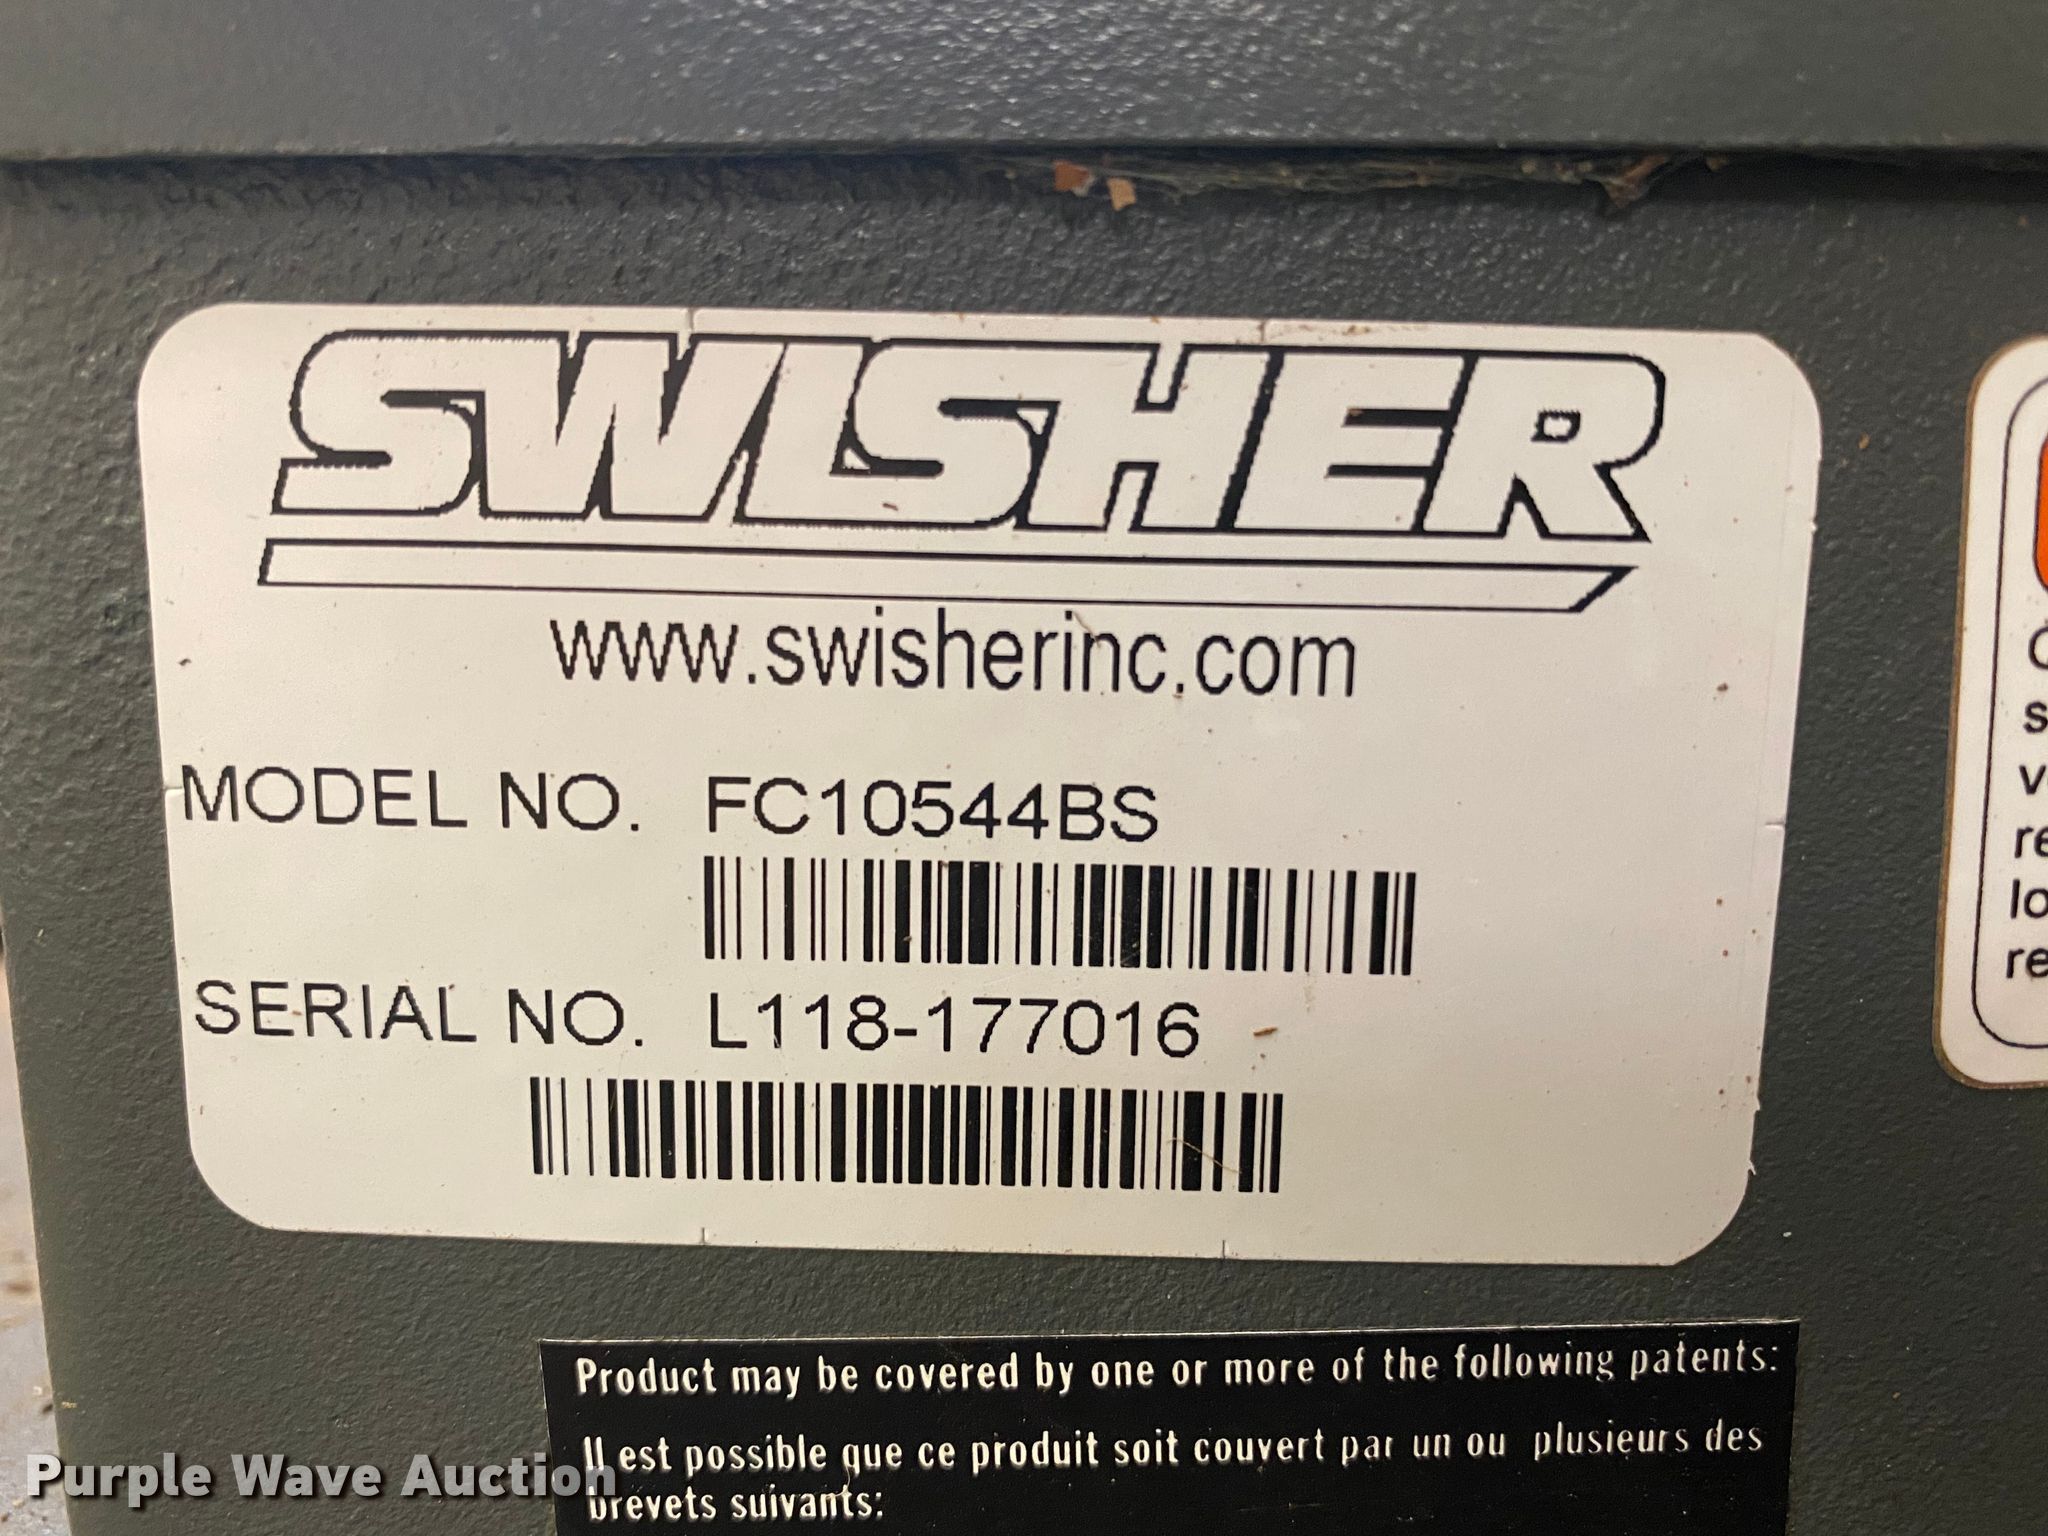 SWISHER
www.swisherinc.com
MODEL NO. FC10544BS
SERIAL NO. L118-177016
Product may be covered by one or more of the following patents:
Il est possible que ce produit soit couvert par un ou plusieurs des
brevets suivants:
Purple Wave Auction